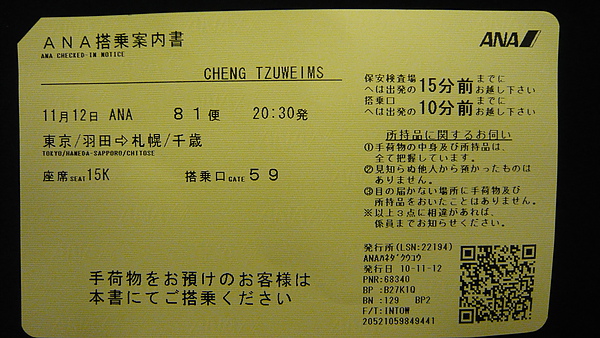 ANA搭乗案内書
ANA CHECKED-IN NOTICE
ANA
CHENG TZUWEIMS
11月12日 ANA 81便 20:30発
東京/羽田⇨札幌/千歳
TOKYO/HANEDA-SAPPORO/CHITOSE
座席SEAT15K 搭乗口GATE59
手荷物をお預けのお客様は
本書にてご搭乗ください
保安検査場へは出発の15分前までにお越し下さい
搭乗口へは出発の10分前までにお越し下さい
所持品に関するお伺い
①手荷物の中身及び所持品は、
全て把握しています。
②見知らぬ他人から預かったものは
ありません。
③目の届かない場所に手荷物及び
所持品をおいたことはありません。
※以上3点に相違があれば、
係員までお知らせください。
発行所(LSN:22194)
ANAハネダクウコウ
発行日 10-11-12
PNR:68340
BP :B27K1Q
BN :129 BP2
F/T:INTOW
20521059849441